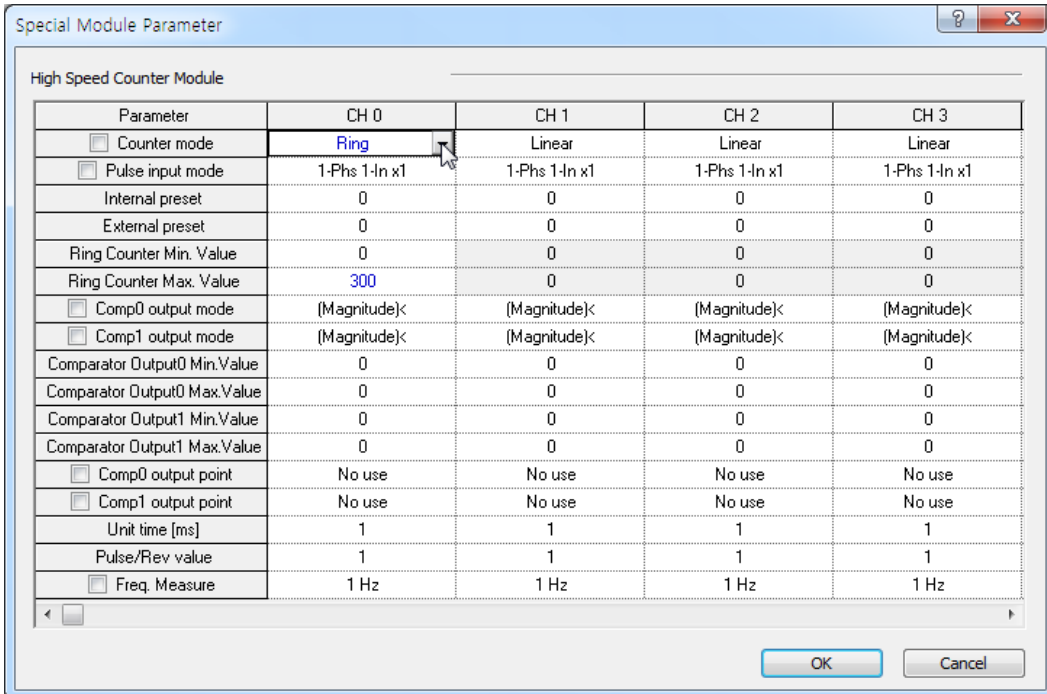 Special Module Parameter
High Speed Counter Module
Parameter CH 0 CH 1 CH 2 CH 3
Counter mode Ring Linear Linear Linear
Pulse input mode 1-Phs 1-In x1 1-Phs 1-In x1 1-Phs 1-In x1 1-Phs 1-In x1
Internal preset 0 0 0 0
External preset 0 0 0 0
Ring Counter Min. Value 0 0 0 0
Ring Counter Max. Value 300 0 0 0
Comp0 output mode (Magnitude)< (Magnitude)< (Magnitude)< (Magnitude)<
Comp1 output mode (Magnitude)< (Magnitude)< (Magnitude)< (Magnitude)<
Comparator Output0 Min.Value 0 0 0 0
Comparator Output0 Max.Value 0 0 0 0
Comparator Output1 Min.Value 0 0 0 0
Comparator Output1 Max.Value 0 0 0 0
Comp0 output point No use No use No use No use
Comp1 output point No use No use No use No use
Unit time [ms] 1 1 1 1
Pulse/Rev value 1 1 1 1
Freq. Measure 1 Hz 1 Hz 1 Hz 1 Hz
OK Cancel